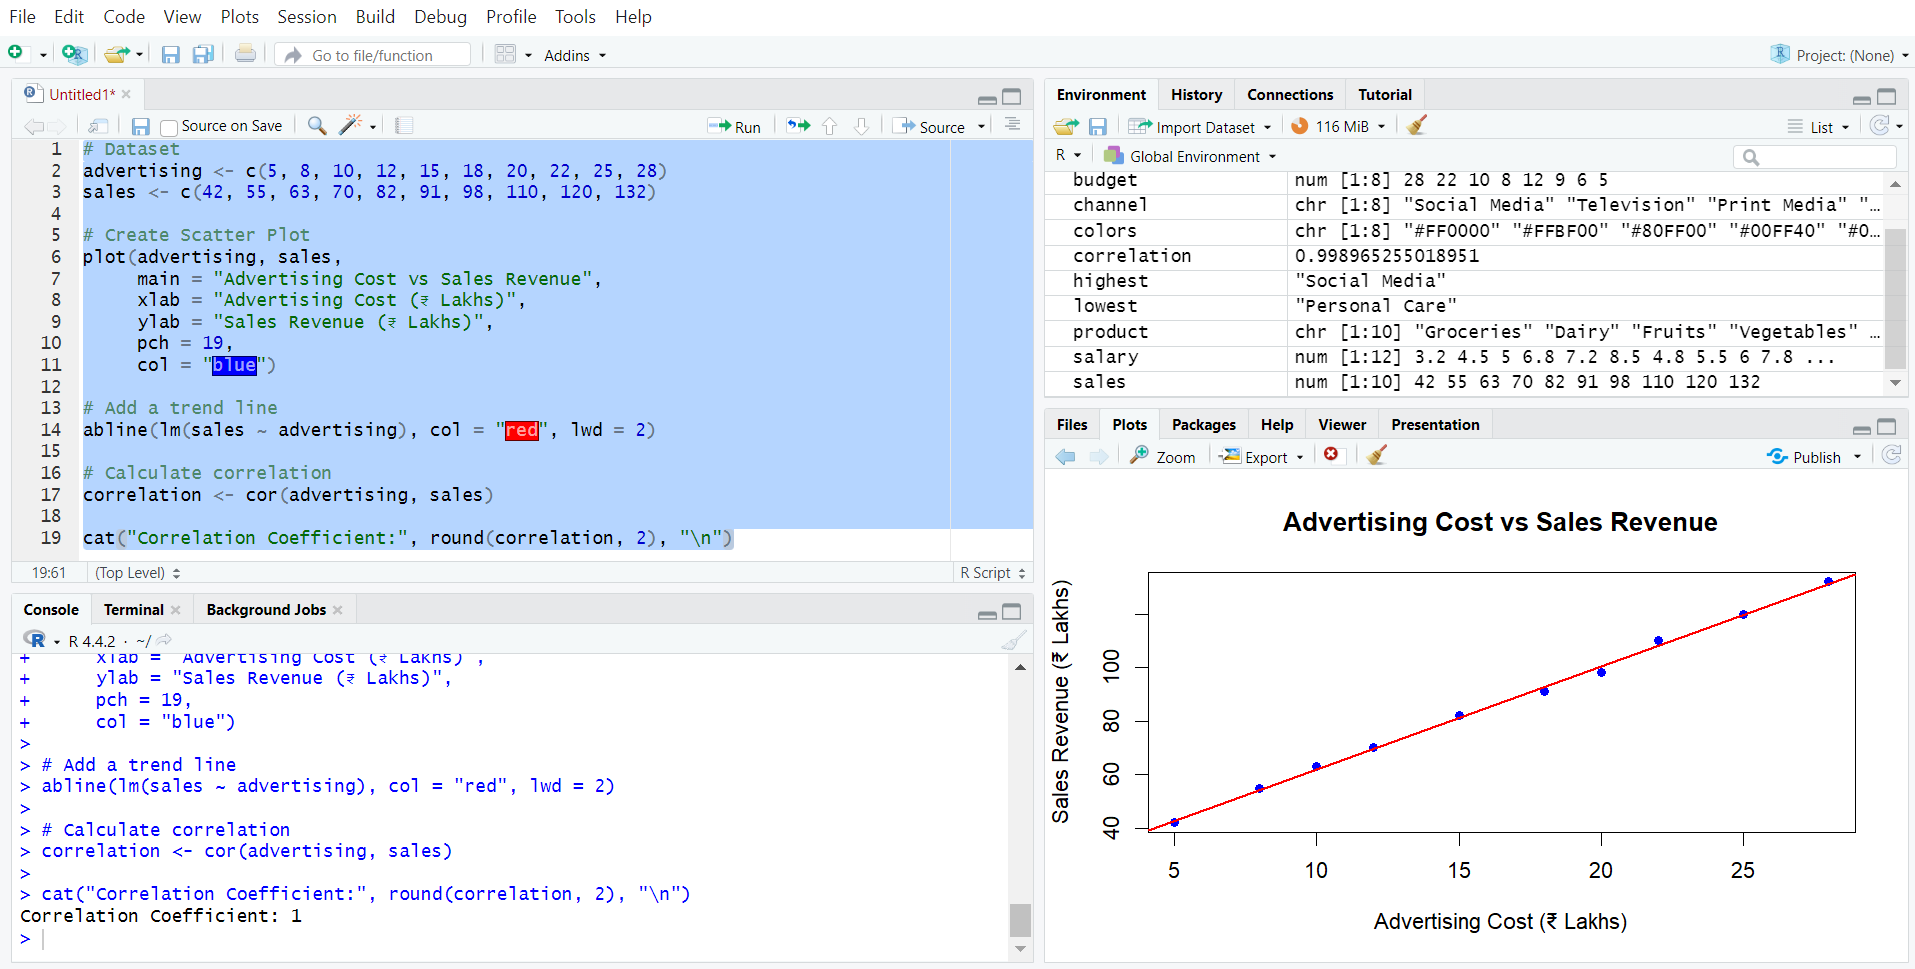 File Edit Code View Plots Session Build Debug Profile Tools Help
Go to file/function Addins Project: (None)
Untitled1*
Source on Save Run Source
1 # Dataset
2 advertising <- c(5, 8, 10, 12, 15, 18, 20, 22, 25, 28)
3 sales <- c(42, 55, 63, 70, 82, 91, 98, 110, 120, 132)
4
5 # Create Scatter Plot
6 plot(advertising, sales,
7 main = "Advertising Cost vs Sales Revenue",
8 xlab = "Advertising Cost (₹ Lakhs)",
9 ylab = "Sales Revenue (₹ Lakhs)",
10 pch = 19,
11 col = "blue")
12
13 # Add a trend line
14 abline(lm(sales ~ advertising), col = "red", lwd = 2)
15
16 # Calculate correlation
17 correlation <- cor(advertising, sales)
18
19 cat("Correlation Coefficient:", round(correlation, 2), "\n")
19:61 (Top Level) R Script
Console Terminal Background Jobs
R R 4.4.2 · ~/
+ xlab = "Advertising Cost (₹ Lakhs)",
+ ylab = "Sales Revenue (₹ Lakhs)",
+ pch = 19,
+ col = "blue")
>
> # Add a trend line
> abline(lm(sales ~ advertising), col = "red", lwd = 2)
>
> # Calculate correlation
> correlation <- cor(advertising, sales)
>
> cat("Correlation Coefficient:", round(correlation, 2), "\n")
Correlation Coefficient: 1
>
Environment History Connections Tutorial
Import Dataset 116 MiB List
R Global Environment
budget num [1:8] 28 22 10 8 12 9 6 5
channel chr [1:8] "Social Media" "Television" "Print Media" "…
colors chr [1:8] "#FF0000" "#FFBF00" "#80FF00" "#00FF40" "#0…
correlation 0.998965255018951
highest "Social Media"
lowest "Personal Care"
product chr [1:10] "Groceries" "Dairy" "Fruits" "Vegetables" …
salary num [1:12] 3.2 4.5 5 6.8 7.2 8.5 4.8 5.5 6 7.8 ...
sales num [1:10] 42 55 63 70 82 91 98 110 120 132
Files Plots Packages Help Viewer Presentation
Zoom Export Publish
Advertising Cost vs Sales Revenue
Sales Revenue (₹ Lakhs)
100
80
60
40
5 10 15 20 25
Advertising Cost (₹ Lakhs)